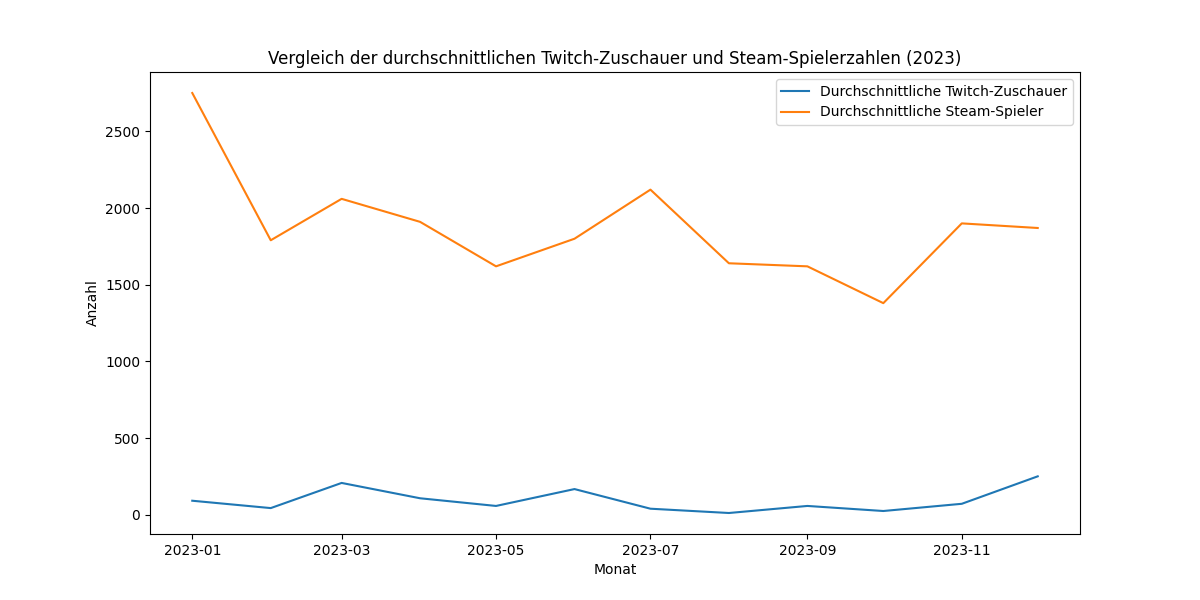 Vergleich der durchschnittlichen Twitch-Zuschauer und Steam-Spielerzahlen (2023)
Durchschnittliche Twitch-Zuschauer
Durchschnittliche Steam-Spieler
Anzahl
2500
2000
1500
1000
500
0
2023-01 2023-03 2023-05 2023-07 2023-09 2023-11
Monat